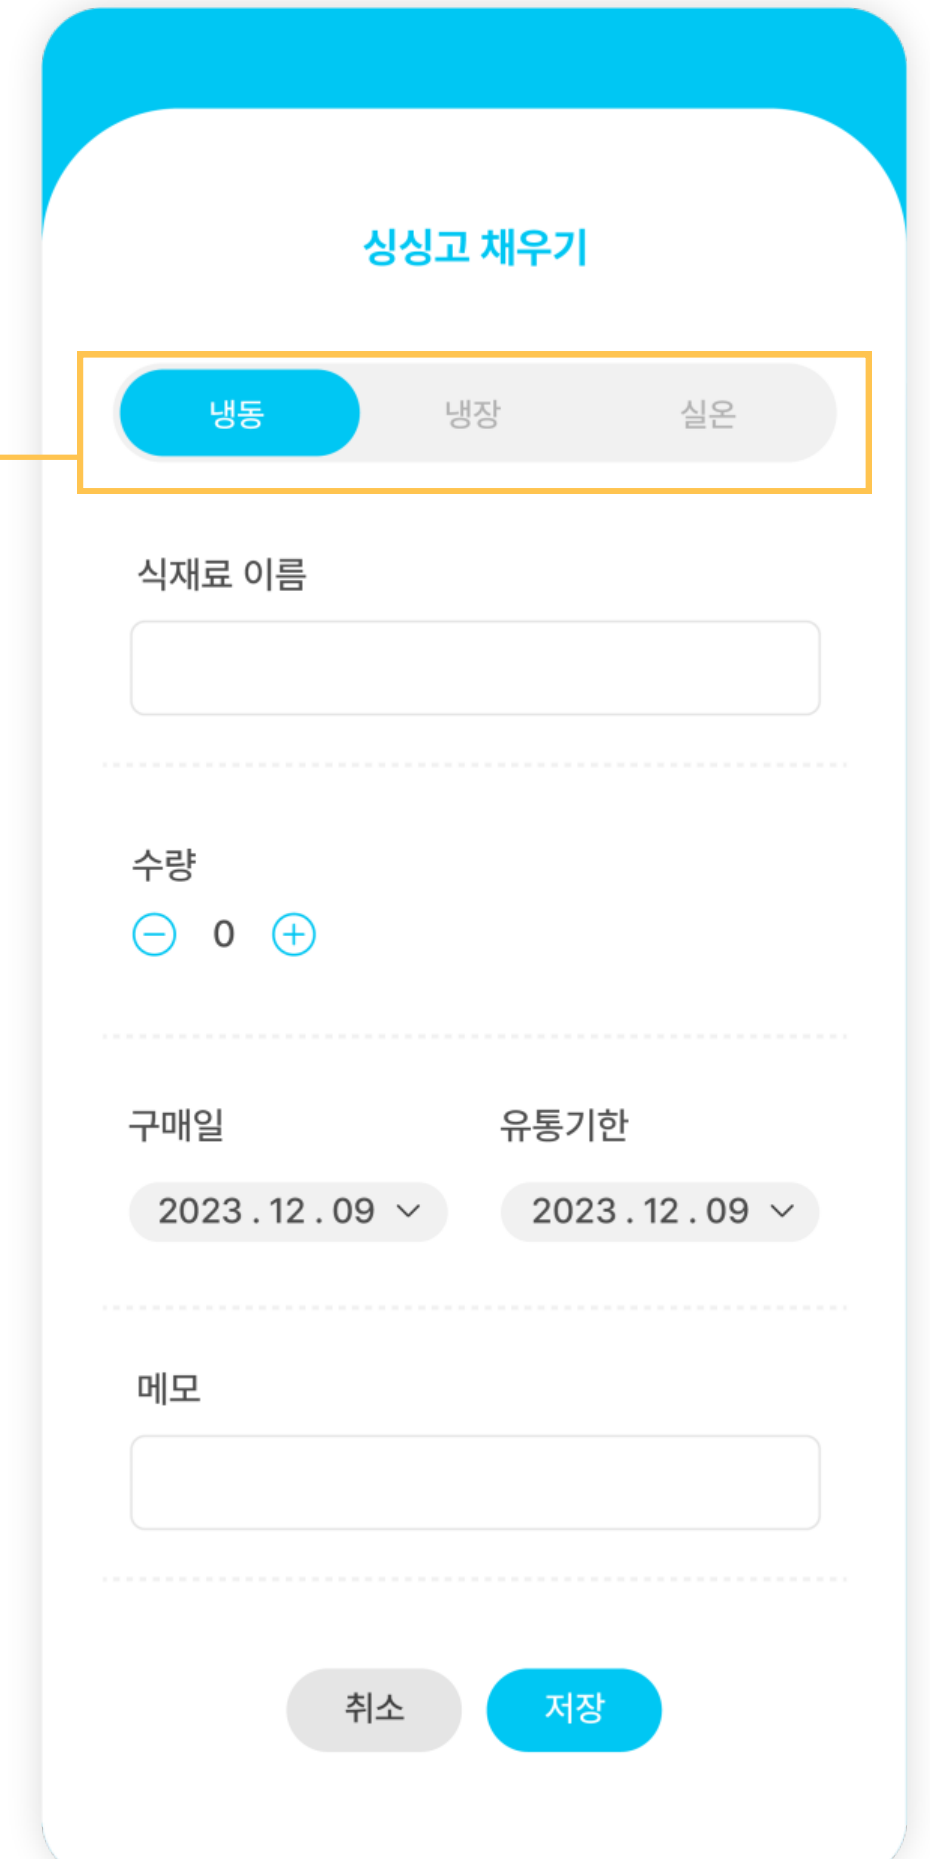 싱싱고 채우기
냉동 냉장 실온
식재료 이름
수량
0
구매일 유통기한
2023 . 12 . 09 2023 . 12 . 09
메모
취소 저장